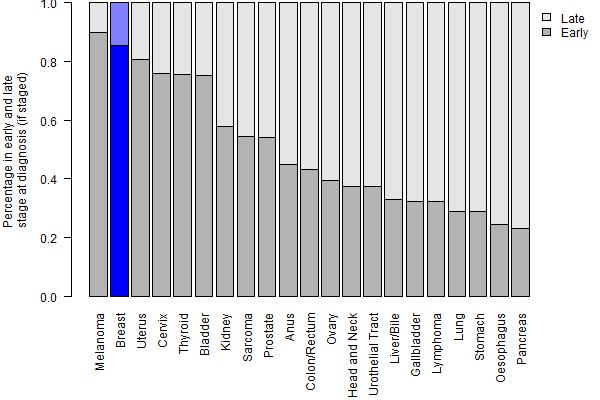 Percentage in early and late
stage at diagnosis (if staged)
1.0
0.8
0.6
0.4
0.2
0.0
Late
Early
Melanoma
Breast
Uterus
Cervix
Thyroid
Bladder
Kidney
Sarcoma
Prostate
Anus
Colon/Rectum
Ovary
Head and Neck
Urothelial Tract
Liver/Bile
Gallbladder
Lymphoma
Lung
Stomach
Oesophagus
Pancreas